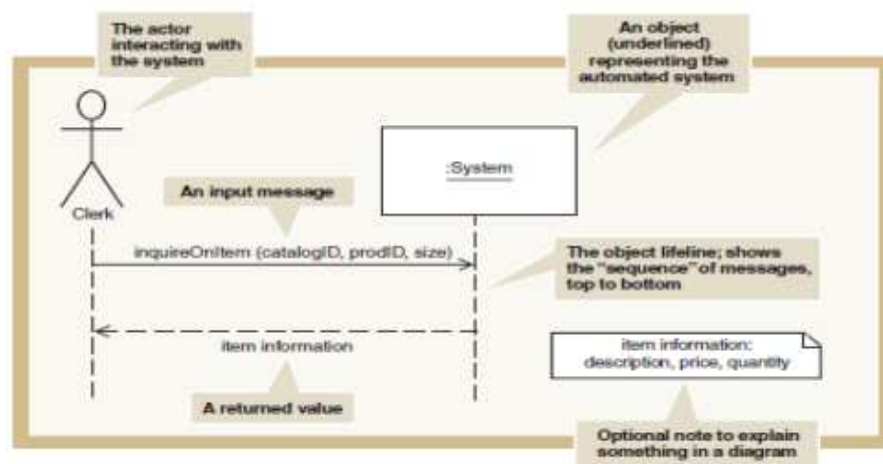 The actor
interacting with
the system
An object
(underlined)
representing the
automated system
:System
An input message
Clerk
inquireOnItem (catalogID, prodID, size)
The object lifeline; shows
the "sequence" of messages,
top to bottom
item information
item information:
description, price, quantity
A returned value
Optional note to explain
something in a diagram